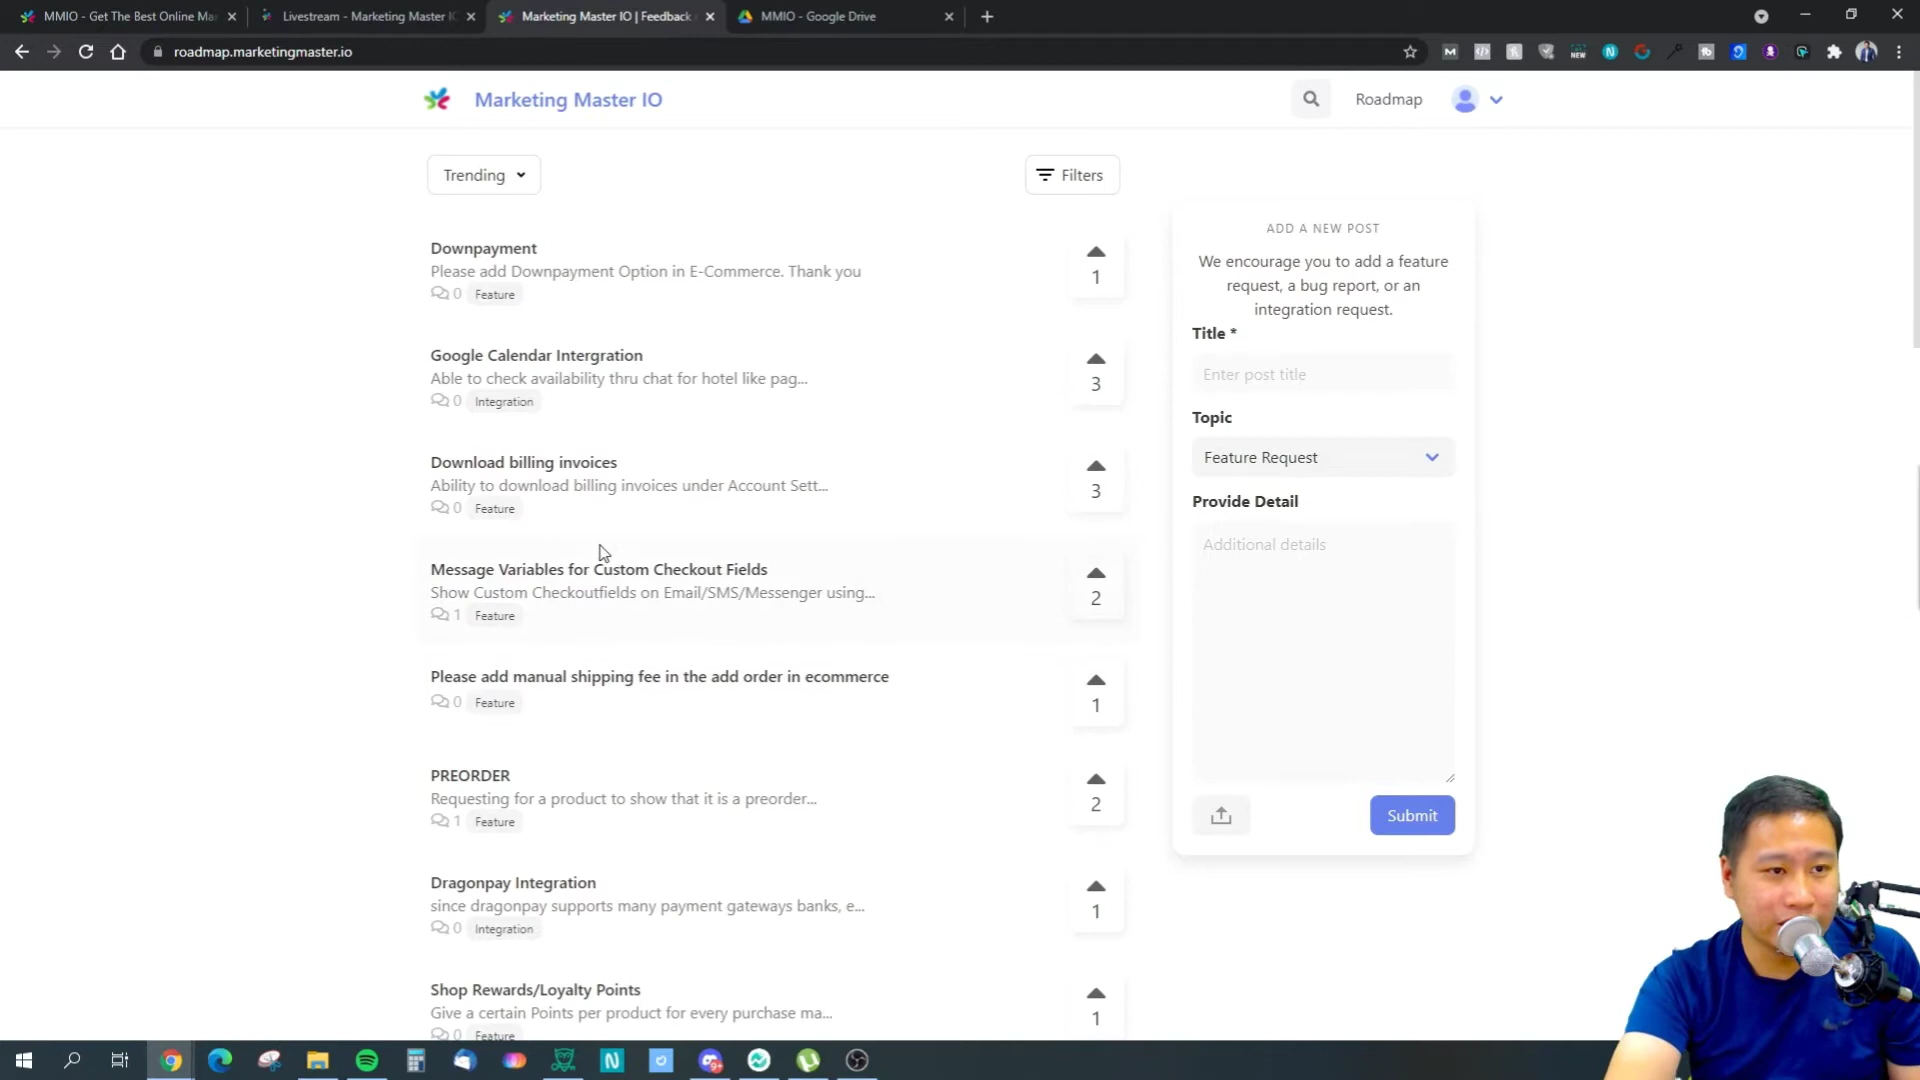 MMIO - Get The Best Online Ma
Livestream - Marketing Master IO
Marketing Master IO | Feedback
MMIO - Google Drive
roadmap.marketingmaster.io
Marketing Master IO
Roadmap
Trending
Filters
Downpayment
Please add Downpayment Option in E-Commerce. Thank you
0 Feature
1
Google Calendar Intergration
Able to check availability thru chat for hotel like pag...
0 Integration
3
Download billing invoices
Ability to download billing invoices under Account Sett...
0 Feature
3
Message Variables for Custom Checkout Fields
Show Custom Checkoutfields on Email/SMS/Messenger using...
1 Feature
2
Please add manual shipping fee in the add order in ecommerce
0 Feature
1
PREORDER
Requesting for a product to show that it is a preorder...
1 Feature
2
Dragonpay Integration
since dragonpay supports many payment gateways banks, e...
0 Integration
1
Shop Rewards/Loyalty Points
Give a certain Points per product for every purchase ma...
0 Feature
1
ADD A NEW POST
We encourage you to add a feature
request, a bug report, or an
integration request.
Title *
Enter post title
Topic
Feature Request
Provide Detail
Additional details
Submit